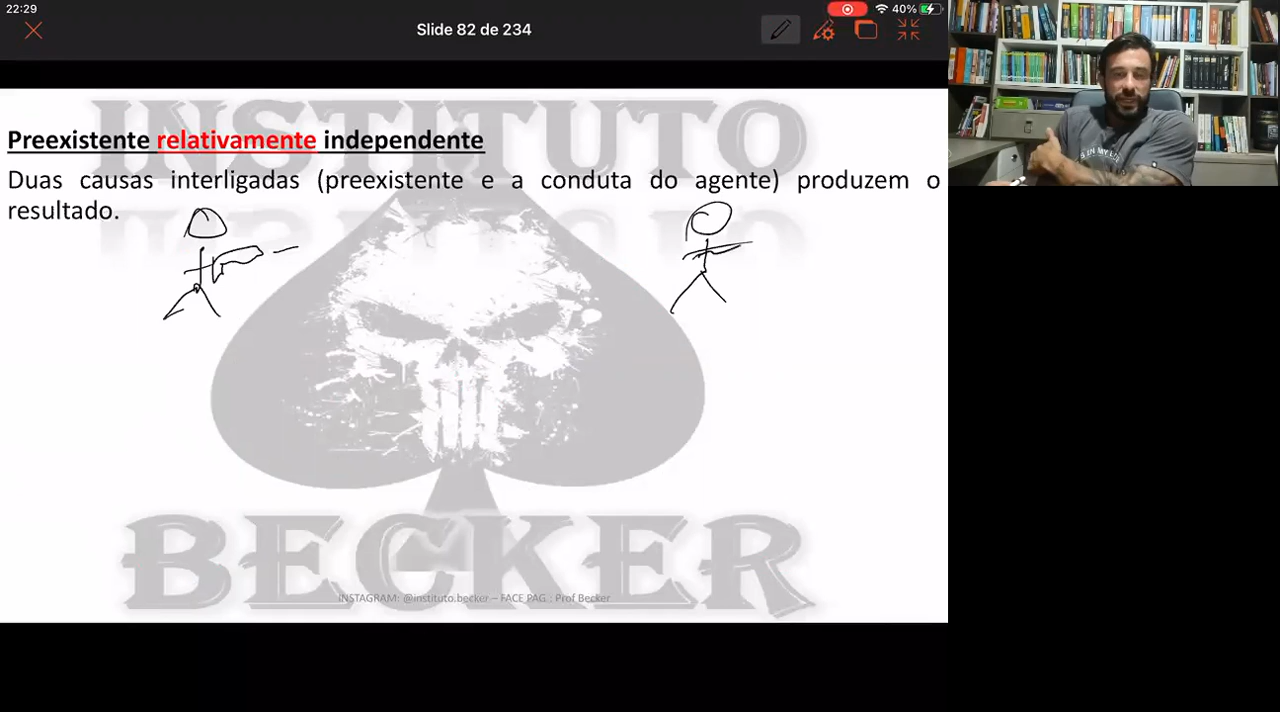 22:29
40%
Slide 82 de 234
INSTITUTO
Preexistente relativamente independente
Duas causas interligadas (preexistente e a conduta do agente) produzem o
resultado.
BECKER
INSTAGRAM: @instituto.becker – FACE PAG.: Prof Becker